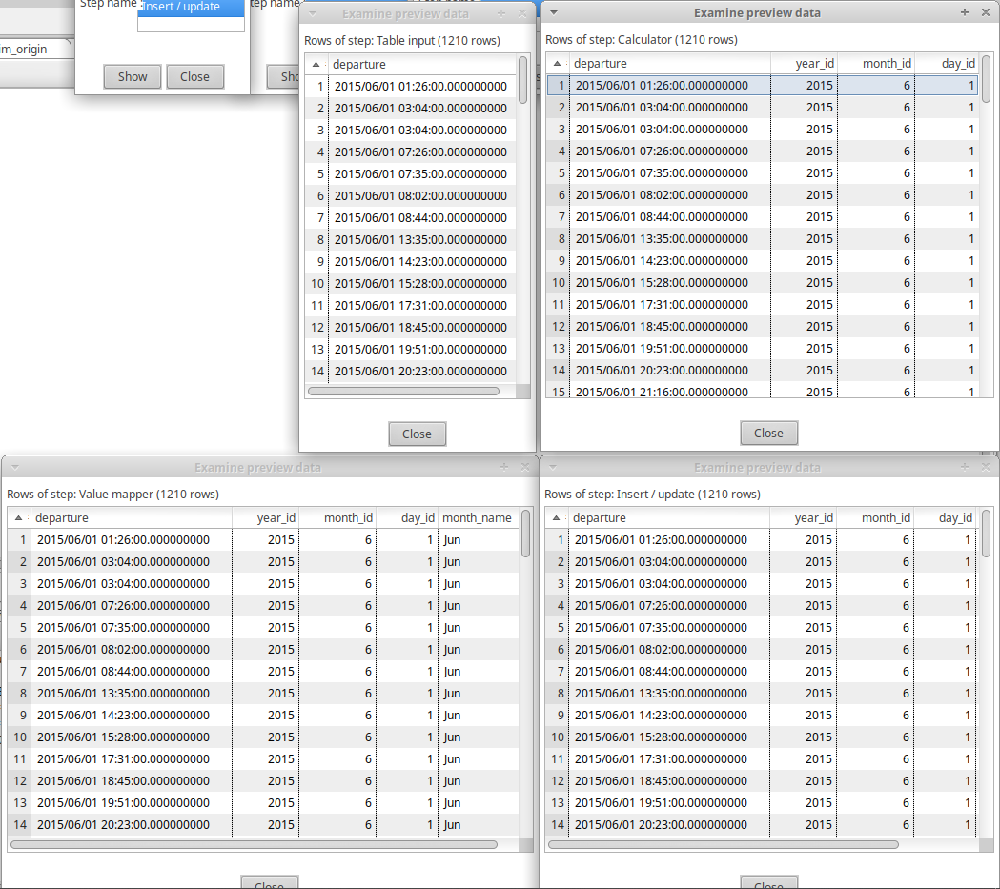 Step name :
Insert / update
im_origin
Show
Close
tep name
Sho
Examine preview data
Rows of step: Table input (1210 rows)
departure
1 2015/06/01 01:26:00.000000000
2 2015/06/01 03:04:00.000000000
3 2015/06/01 03:04:00.000000000
4 2015/06/01 07:26:00.000000000
5 2015/06/01 07:35:00.000000000
6 2015/06/01 08:02:00.000000000
7 2015/06/01 08:44:00.000000000
8 2015/06/01 13:35:00.000000000
9 2015/06/01 14:23:00.000000000
10 2015/06/01 15:28:00.000000000
11 2015/06/01 17:31:00.000000000
12 2015/06/01 18:45:00.000000000
13 2015/06/01 19:51:00.000000000
14 2015/06/01 20:23:00.000000000
Close
Examine preview data
Rows of step: Calculator (1210 rows)
departure year_id month_id day_id
1 2015/06/01 01:26:00.000000000 2015 6 1
2 2015/06/01 03:04:00.000000000 2015 6 1
3 2015/06/01 03:04:00.000000000 2015 6 1
4 2015/06/01 07:26:00.000000000 2015 6 1
5 2015/06/01 07:35:00.000000000 2015 6 1
6 2015/06/01 08:02:00.000000000 2015 6 1
7 2015/06/01 08:44:00.000000000 2015 6 1
8 2015/06/01 13:35:00.000000000 2015 6 1
9 2015/06/01 14:23:00.000000000 2015 6 1
10 2015/06/01 15:28:00.000000000 2015 6 1
11 2015/06/01 17:31:00.000000000 2015 6 1
12 2015/06/01 18:45:00.000000000 2015 6 1
13 2015/06/01 19:51:00.000000000 2015 6 1
14 2015/06/01 20:23:00.000000000 2015 6 1
15 2015/06/01 21:16:00.000000000 2015 6 1
Close
Examine preview data
Rows of step: Value mapper (1210 rows)
departure year_id month_id day_id month_name
1 2015/06/01 01:26:00.000000000 2015 6 1 Jun
2 2015/06/01 03:04:00.000000000 2015 6 1 Jun
3 2015/06/01 03:04:00.000000000 2015 6 1 Jun
4 2015/06/01 07:26:00.000000000 2015 6 1 Jun
5 2015/06/01 07:35:00.000000000 2015 6 1 Jun
6 2015/06/01 08:02:00.000000000 2015 6 1 Jun
7 2015/06/01 08:44:00.000000000 2015 6 1 Jun
8 2015/06/01 13:35:00.000000000 2015 6 1 Jun
9 2015/06/01 14:23:00.000000000 2015 6 1 Jun
10 2015/06/01 15:28:00.000000000 2015 6 1 Jun
11 2015/06/01 17:31:00.000000000 2015 6 1 Jun
12 2015/06/01 18:45:00.000000000 2015 6 1 Jun
13 2015/06/01 19:51:00.000000000 2015 6 1 Jun
14 2015/06/01 20:23:00.000000000 2015 6 1 Jun
Close
Examine preview data
Rows of step: Insert / update (1210 rows)
departure year_id month_id day_id
1 2015/06/01 01:26:00.000000000 2015 6 1
2 2015/06/01 03:04:00.000000000 2015 6 1
3 2015/06/01 03:04:00.000000000 2015 6 1
4 2015/06/01 07:26:00.000000000 2015 6 1
5 2015/06/01 07:35:00.000000000 2015 6 1
6 2015/06/01 08:02:00.000000000 2015 6 1
7 2015/06/01 08:44:00.000000000 2015 6 1
8 2015/06/01 13:35:00.000000000 2015 6 1
9 2015/06/01 14:23:00.000000000 2015 6 1
10 2015/06/01 15:28:00.000000000 2015 6 1
11 2015/06/01 17:31:00.000000000 2015 6 1
12 2015/06/01 18:45:00.000000000 2015 6 1
13 2015/06/01 19:51:00.000000000 2015 6 1
14 2015/06/01 20:23:00.000000000 2015 6 1
Close